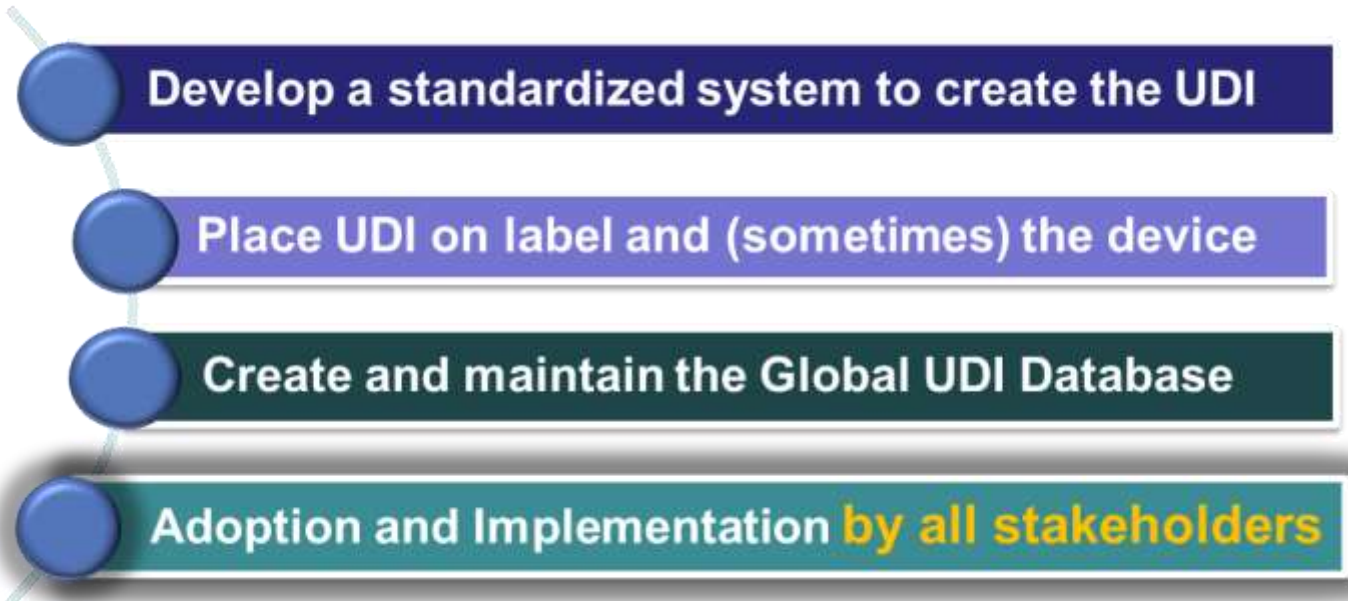 Develop a standardized system to create the UDI
Place UDI on label and (sometimes) the device
Create and maintain the Global UDI Database
Adoption and Implementation by all stakeholders